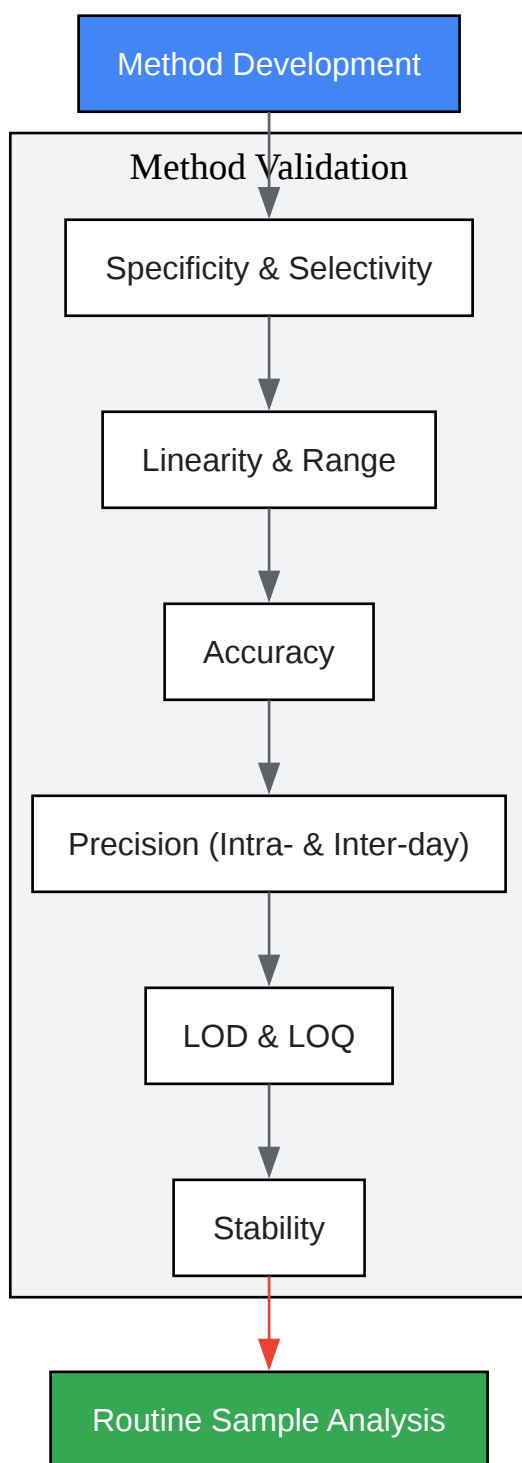 Method Development
Method Validation
Specificity & Selectivity
Linearity & Range
Accuracy
Precision (Intra- & Inter-day)
LOD & LOQ
Stability
Routine Sample Analysis